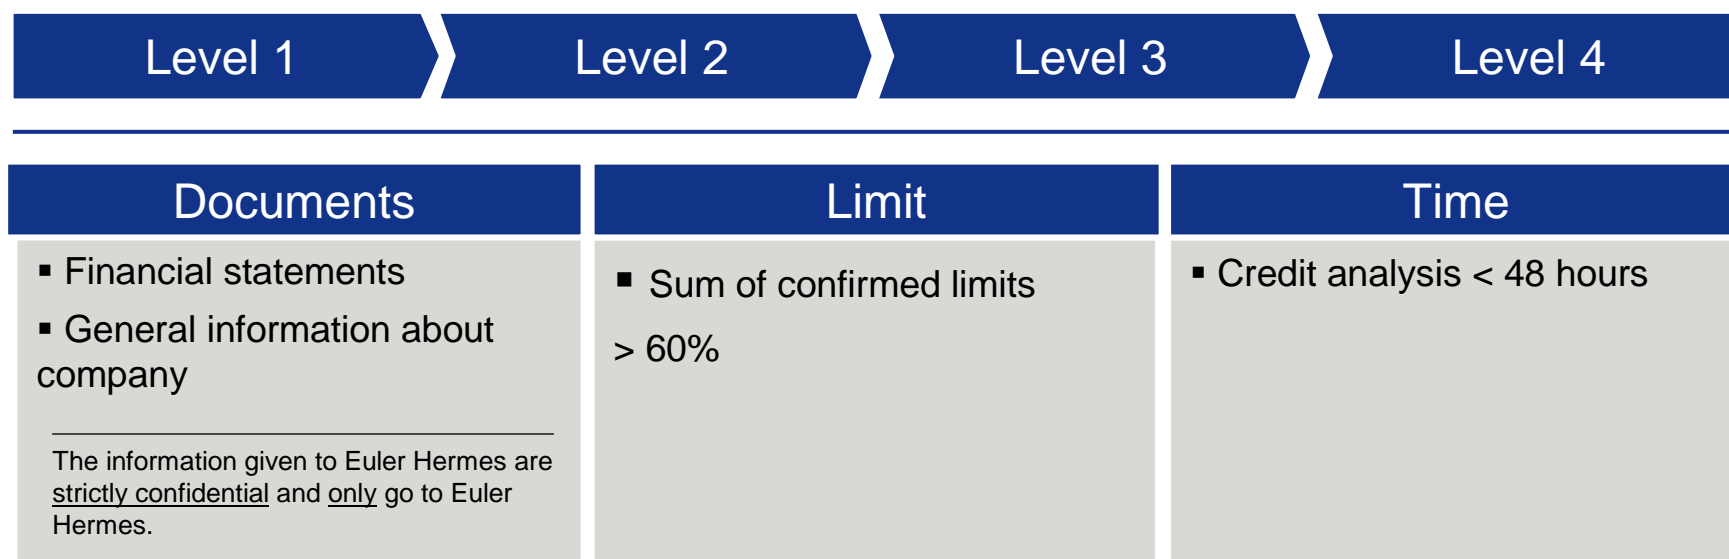 Level 1
Level 2
Level 3
Level 4
Documents
Limit
Time
▪ Financial statements
▪ General information about
company
The information given to Euler Hermes are
strictly confidential and only go to Euler
Hermes.
▪ Sum of confirmed limits
> 60%
▪ Credit analysis < 48 hours